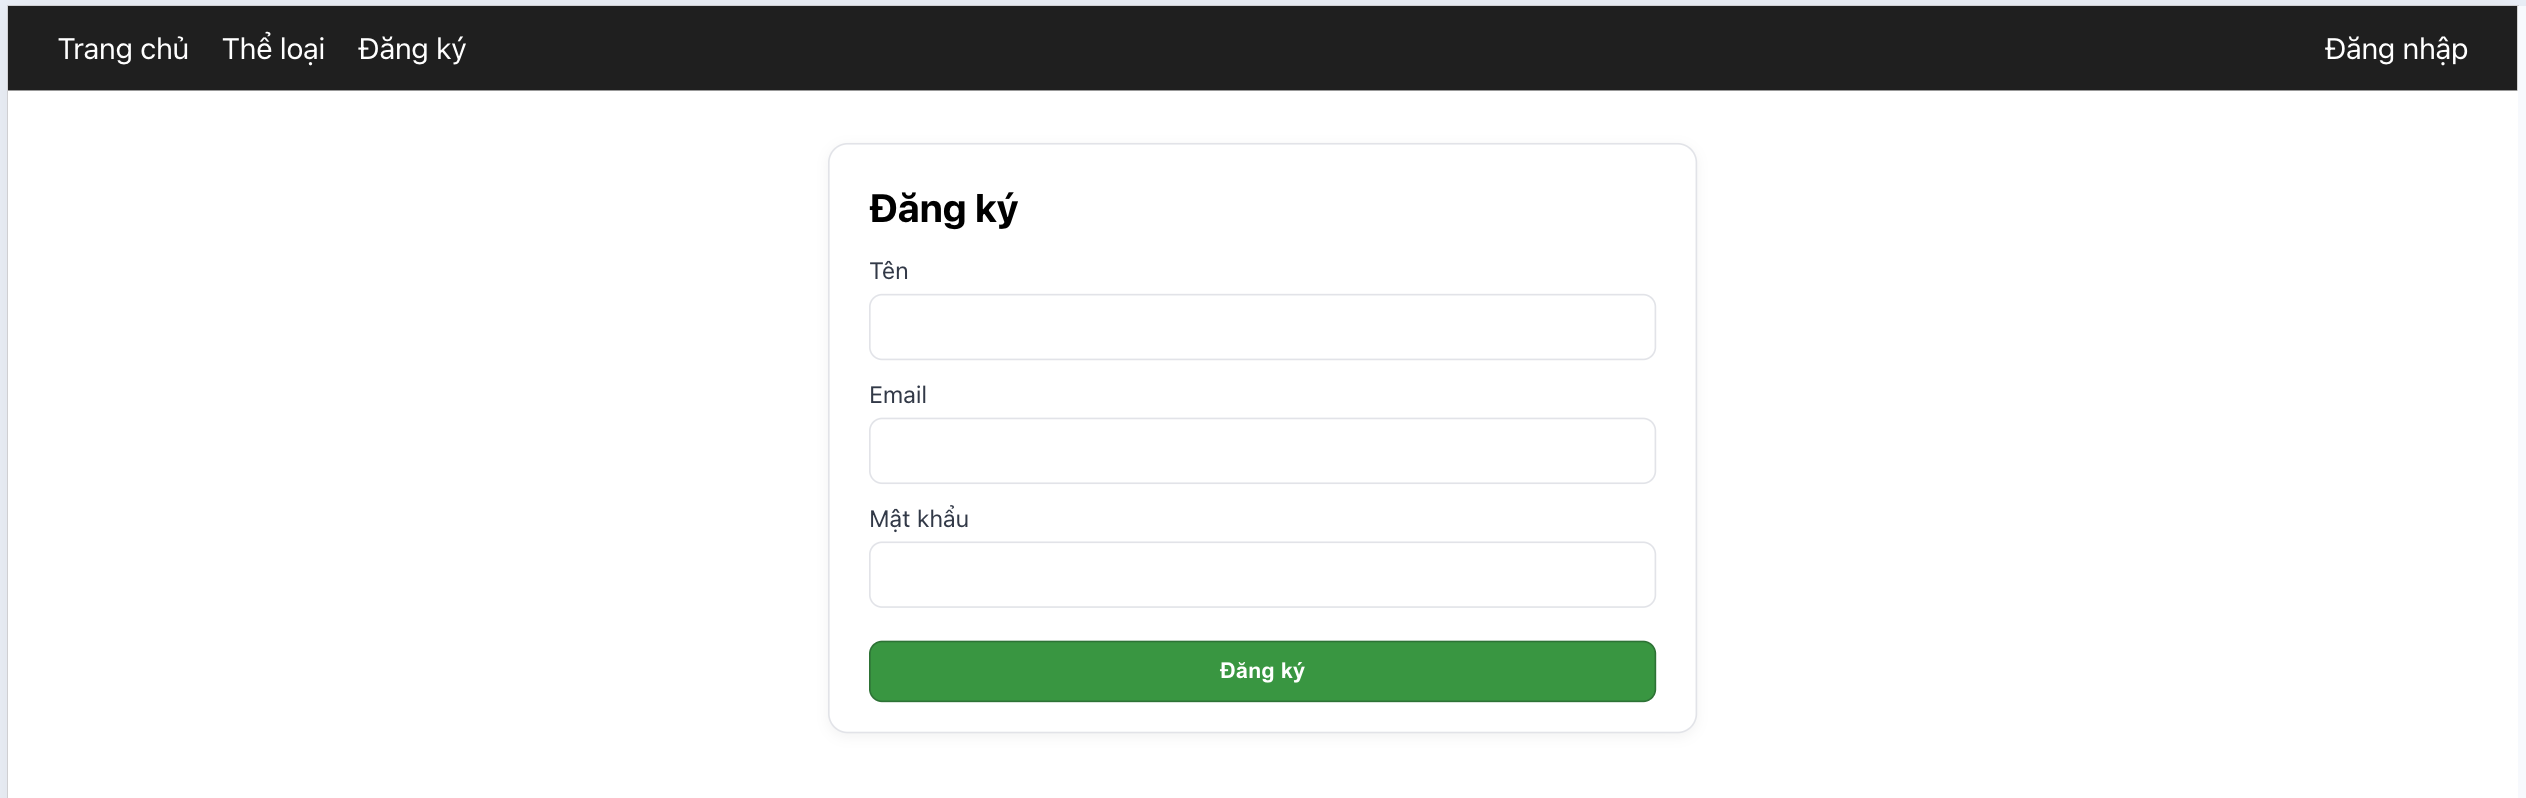 Trang chủ Thể loại Đăng ký Đăng nhập
Đăng ký
Tên
Email
Mật khẩu
Đăng ký